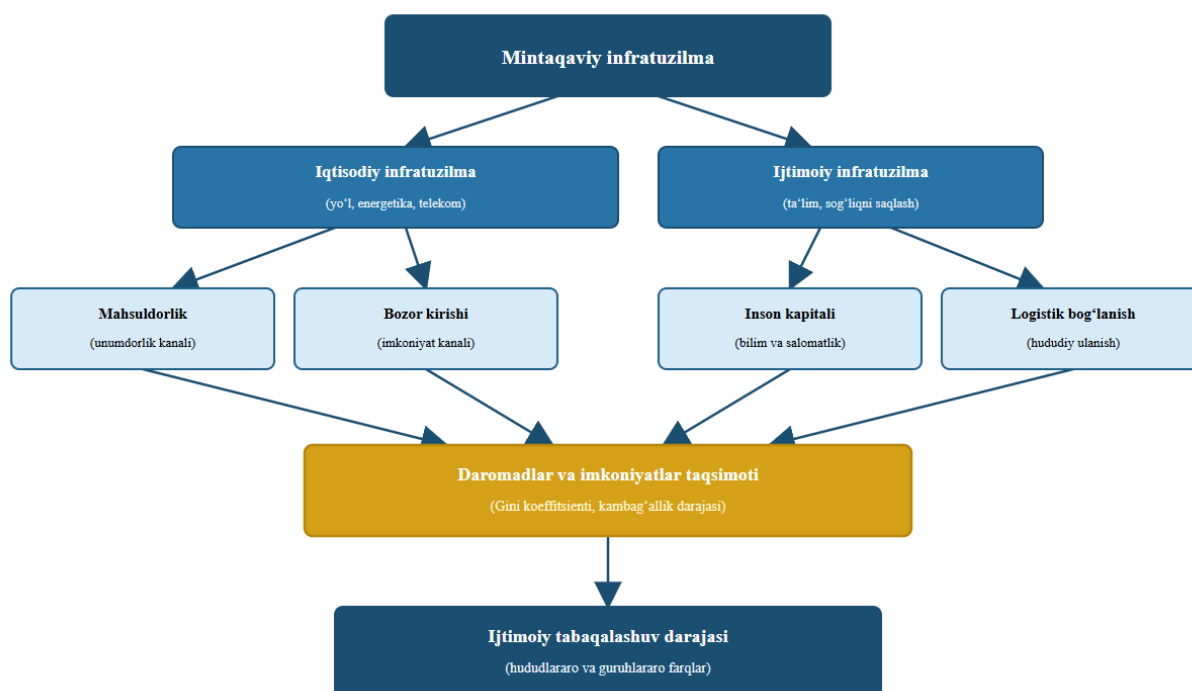 Mintaqaviy infratuzilma
Iqtisodiy infratuzilma
(yo‘l, energetika, telekom)
Ijtimoiy infratuzilma
(ta‘lim, sog‘liqni saqlash)
Mahsuldorlik
(unumdorlik kanali)
Bozor kirishi
(imkoniyat kanali)
Inson kapitali
(bilim va salomatlik)
Logistik bog‘lanish
(hududiy ulanish)
Daromadlar va imkoniyatlar taqsimoti
(Gini koeffitsienti, kambag‘allik darajasi)
Ijtimoiy tabaqalashuv darajasi
(hududlararo va guruhlararo farqlar)